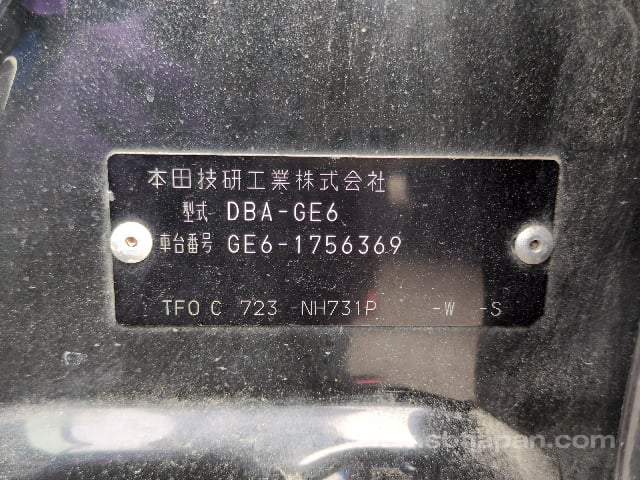 本田技研工業株式会社
型式 DBA-GE6
車台番号 GE6-1756369
TFO C 723 NH731P -W -S